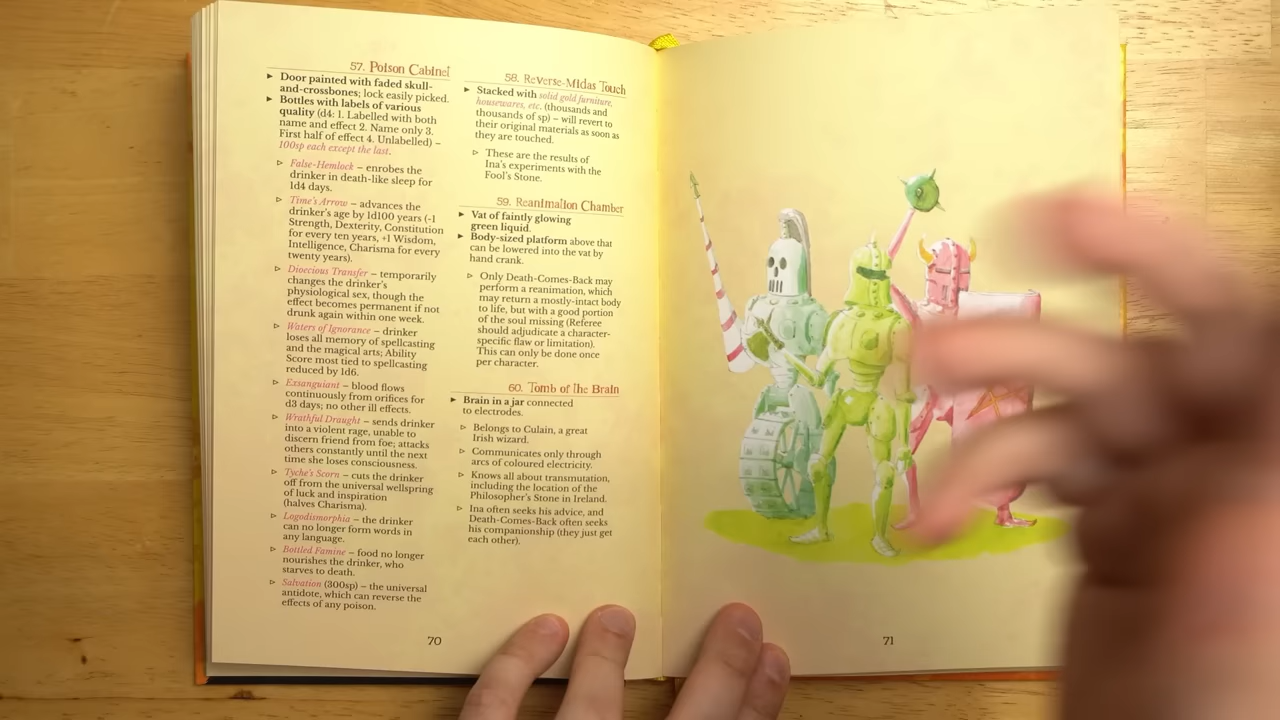 57. Poison Cabinet
Door painted with faded skull-
and-crossbones; lock easily picked.
Bottles with labels of various
quality (d4: 1. Labelled with both
name and effect 2. Name only 3.
First half of effect 4. Unlabelled) –
100sp each except the last.
False-Hemlock – enrobes the
drinker in death-like sleep for
1d4 days.
Time's Arrow – advances the
drinker's age by 1d100 years (-1
Strength, Dexterity, Constitution
for every ten years, +1 Wisdom,
Intelligence, Charisma for every
twenty years).
Dioecious Transfer – temporarily
changes the drinker's
physiological sex, though the
effect becomes permanent if not
drunk again within one week.
Waters of Ignorance – drinker
loses all memory of spellcasting
and the magical arts; Ability
Score most tied to spellcasting
reduced by 1d6.
Exsanguiant – blood flows
continuously from orifices for
d3 days; no other ill effects.
Wrathful Draught – sends drinker
into a violent rage, unable to
discern friend from foe; attacks
others constantly until the next
time she loses consciousness.
Tyche's Scorn – cuts the drinker
off from the universal wellspring
of luck and inspiration
(halves Charisma).
Logodismorphia – the drinker
can no longer form words in
any language.
Bottled Famine – food no longer
nourishes the drinker, who
starves to death.
Salvation (300sp) – the universal
antidote, which can reverse the
effects of any poison.
70
58. Reverse-Midas Touch
Stacked with solid gold furniture,
housewares, etc. (thousands and
thousands of sp) – will revert to
their original materials as soon as
they are touched.
These are the results of
Ina's experiments with the
Fool's Stone.
59. Reanimation Chamber
Vat of faintly glowing
green liquid.
Body-sized platform above that
can be lowered into the vat by
hand crank.
Only Death-Comes-Back may
perform a reanimation, which
may return a mostly-intact body
to life, but with a good portion
of the soul missing (Referee
should adjudicate a character-
specific flaw or limitation).
This can only be done once
per character.
60. Tomb of the Brain
Brain in a jar connected
to electrodes.
Belongs to Culain, a great
Irish wizard.
Communicates only through
arcs of coloured electricity.
Knows all about transmutation,
including the location of the
Philosopher's Stone in Ireland.
Ina often seeks his advice, and
Death-Comes-Back often seeks
his companionship (they just get
each other).
71